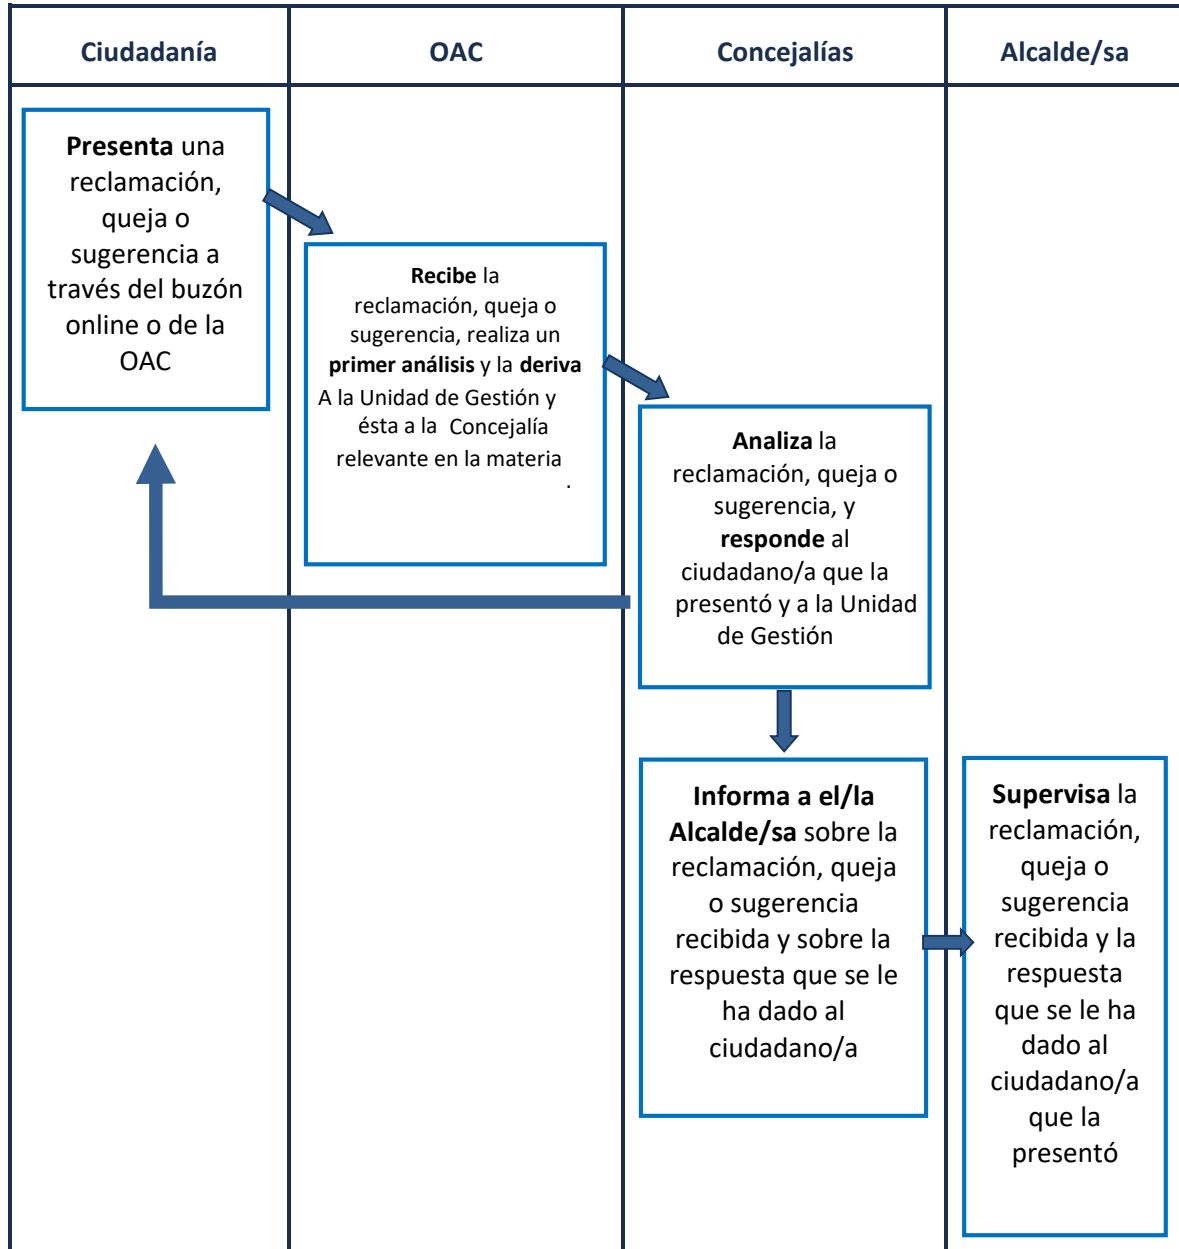 Ciudadanía
OAC
Concejalías
Alcalde/sa
Presenta una
reclamación,
queja o
sugerencia a
través del buzón
online o de la
OAC
Recibe la
reclamación, queja o
sugerencia, realiza un
primer análisis y la deriva
A la Unidad de Gestión y
ésta a la Concejalía
relevante en la materia
.
Analiza la
reclamación, queja o
sugerencia, y
responde al
ciudadano/a que la
presentó y a la Unidad
de Gestión
Informa a el/la
Alcalde/sa sobre la
reclamación, queja
o sugerencia
recibida y sobre la
respuesta que se le
ha dado al
ciudadano/a
Supervisa la
reclamación,
queja o
sugerencia
recibida y la
respuesta
que se le ha
dado al
ciudadano/a
que la
presentó